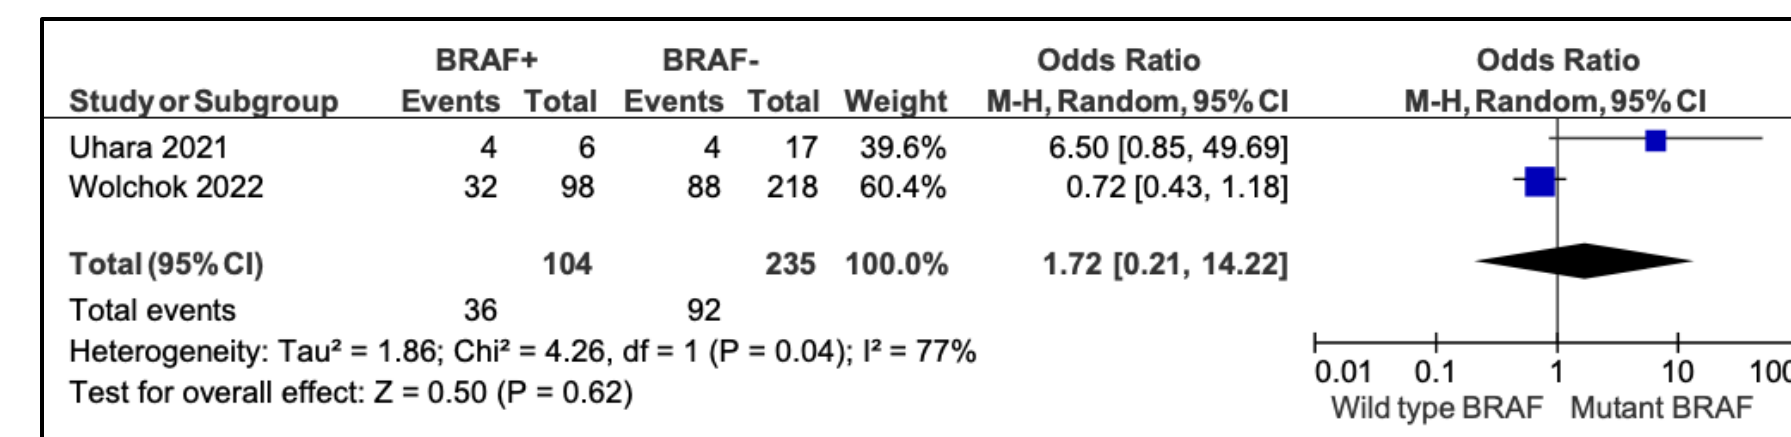 BRAF+ BRAF- Odds Ratio Odds Ratio
Study or Subgroup Events Total Events Total Weight M-H, Random, 95% CI M-H, Random, 95% CI
Uhara 2021 4 6 4 17 39.6% 6.50 [0.85, 49.69]
Wolchok 2022 32 98 88 218 60.4% 0.72 [0.43, 1.18]
Total (95% CI) 104 235 100.0% 1.72 [0.21, 14.22]
Total events 36 92
Heterogeneity: Tau² = 1.86; Chi² = 4.26, df = 1 (P = 0.04); I² = 77%
Test for overall effect: Z = 0.50 (P = 0.62)
0.01 0.1 1 10 100
Wild type BRAF Mutant BRAF